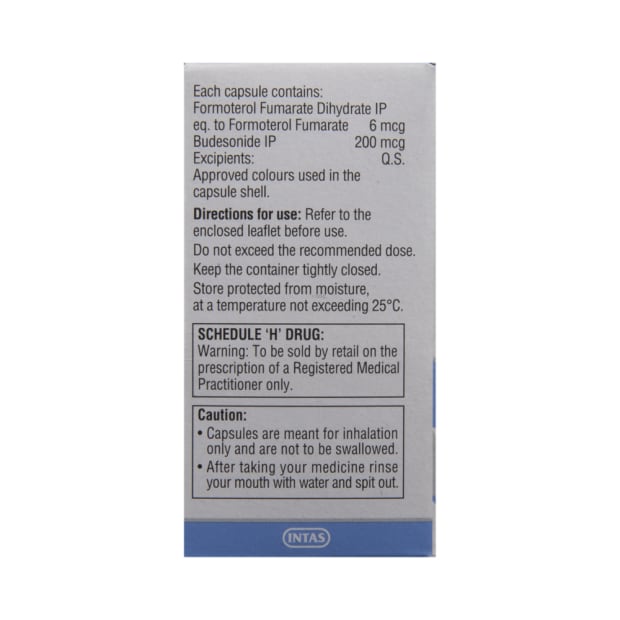 Each capsule contains:
Formoterol Fumarate Dihydrate IP
eq. to Formoterol Fumarate 6 mcg
Budesonide IP 200 mcg
Excipients: Q.S.
Approved colours used in the
capsule shell.
Directions for use: Refer to the
enclosed leaflet before use.
Do not exceed the recommended dose.
Keep the container tightly closed.
Store protected from moisture,
at a temperature not exceeding 25°C.
SCHEDULE ‘H’ DRUG:
Warning: To be sold by retail on the
prescription of a Registered Medical
Practitioner only.
Caution:
• Capsules are meant for inhalation
only and are not to be swallowed.
• After taking your medicine rinse
your mouth with water and spit out.
INTAS